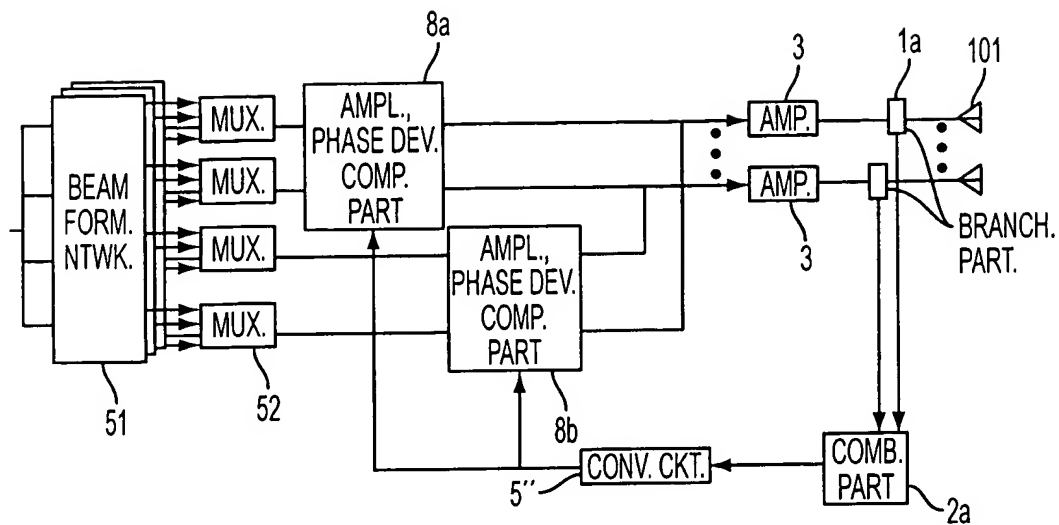 8a
3
1a
101
MUX.
AMPL.,
PHASE DEV.
COMP.
PART
AMP.
BEAM
FORM.
NTWK.
MUX.
AMP.
3
BRANCH.
PART.
MUX.
AMPL.,
PHASE DEV.
COMP.
PART
MUX.
51
52
8b
5''
CONV. CKT.
COMB.
PART
2a